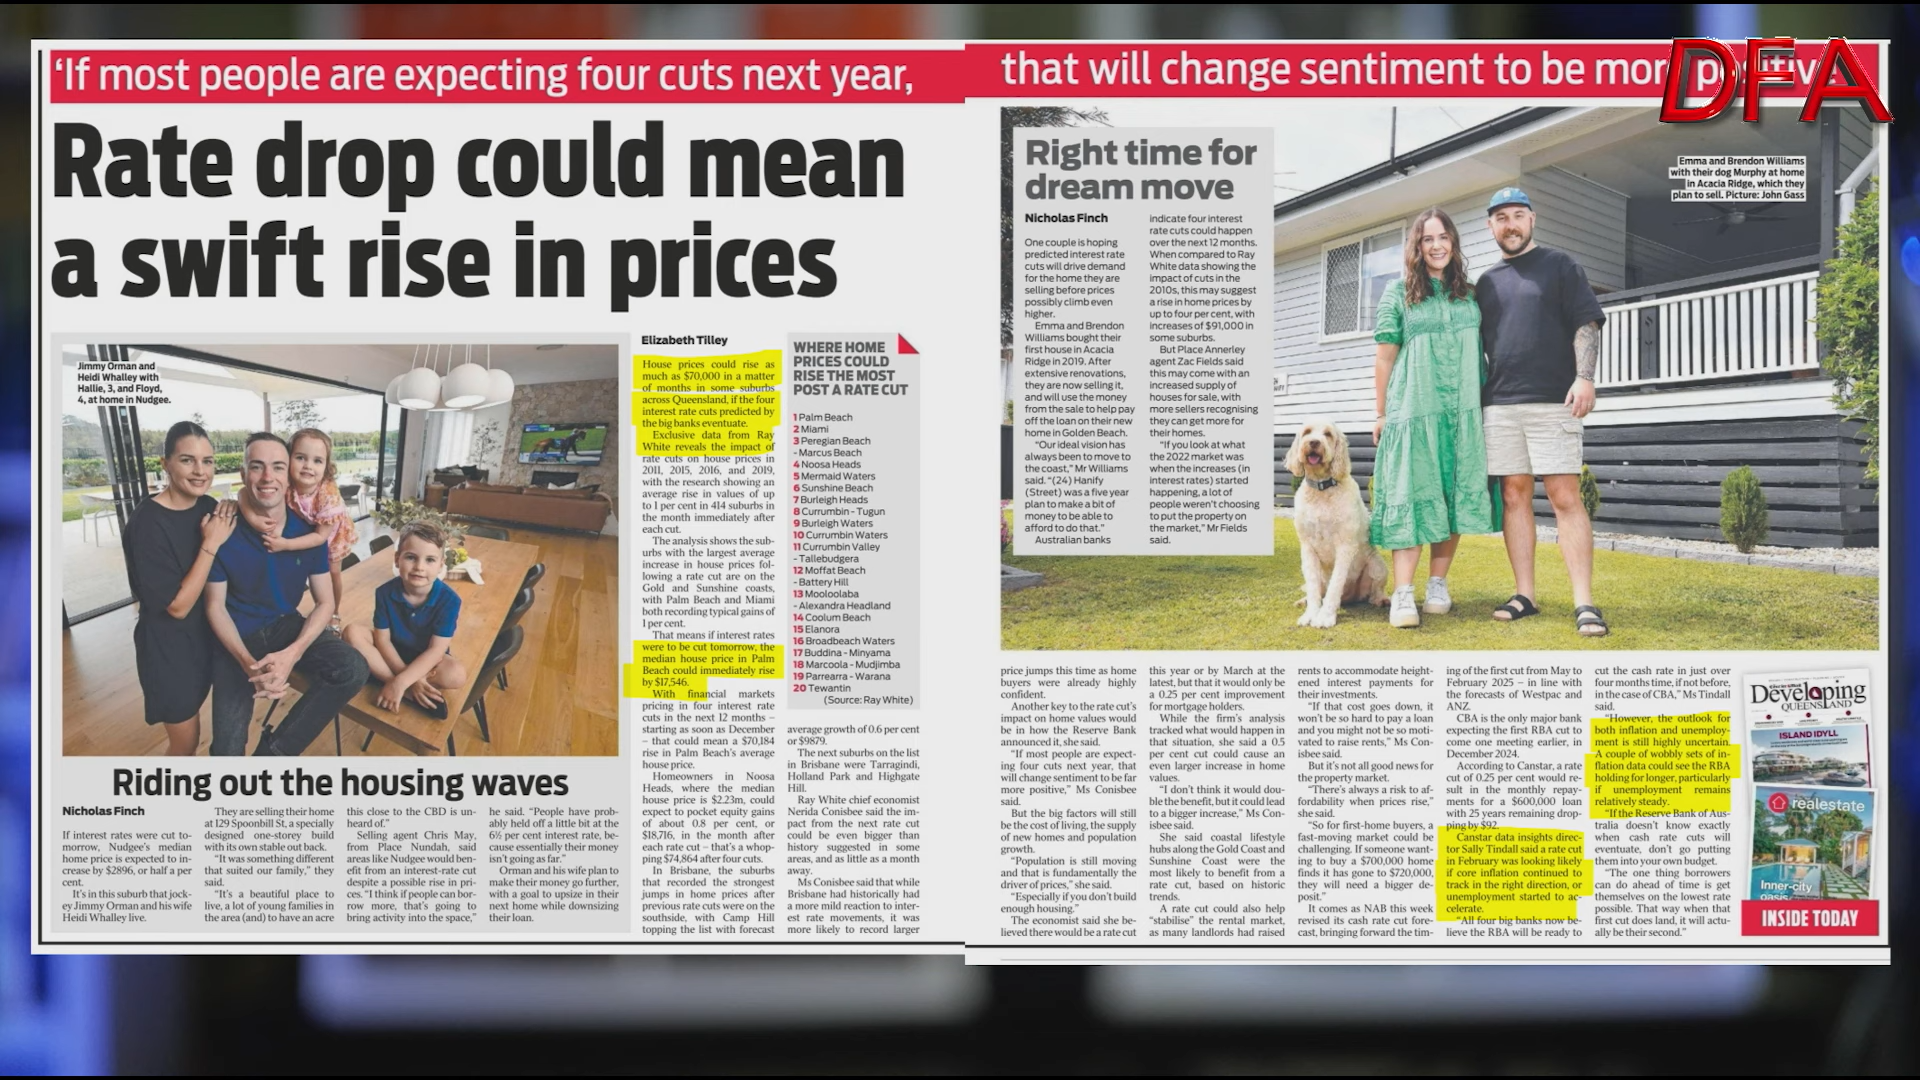 ‘If most people are expecting four cuts next year,
that will change sentiment to be more positive’
DFA
Rate drop could mean
a swift rise in prices
Jimmy Orman and
Heidi Whalley with
Hallie, 3, and Floyd,
4, at home in Nudgee.
Riding out the housing waves
Nicholas Finch
If interest rates were cut to-
morrow, Nudgee's median
home price is expected to in-
crease by $2896, or half a per
cent.
It's in this suburb that jock-
ey Jimmy Orman and his wife
Heidi Whalley live.
They are selling their home
at 129 Spoonbill St, a specially
designed one-storey build
with its own stable out back.
“It was something different
that suited our family,” they
said.
“It's a beautiful place to
live, a lot of young families in
the area (and) to have an acre
this close to the CBD is un-
heard of.”
Selling agent Chris May,
from Place Nundah, said
areas like Nudgee would ben-
efit from an interest-rate cut
despite a possible rise in pri-
ces. “I think if people can bor-
row more, that's going to
bring activity into the space,”
he said. “People have prob-
ably held off a little bit at the
6½ per cent interest rate, be-
cause essentially their money
isn't going as far.”
Orman and his wife plan to
make their money go further,
with a goal to upsize in their
next home while downsizing
their loan.
Elizabeth Tilley
House prices could rise as
much as $70,000 in a matter
of months in some suburbs
across Queensland, if the four
interest rate cuts predicted by
the big banks eventuate.
Exclusive data from Ray
White reveals the impact of
rate cuts on house prices in
2011, 2015, 2016, and 2019,
with the research showing an
average rise in values of up
to 1 per cent in 414 suburbs in
the month immediately after
each cut.
The analysis shows the sub-
urbs with the largest average
increase in house prices fol-
lowing a rate cut are on the
Gold and Sunshine coasts,
with Palm Beach and Miami
both recording typical gains of
1 per cent.
That means if interest rates
were to be cut tomorrow, the
median house price in Palm
Beach could immediately rise
by $17,546.
With financial markets
pricing in four interest rate
cuts in the next 12 months –
starting as soon as December
– that could mean a $70,184
rise in Palm Beach's average
house price.
Homeowners in Noosa
Heads, where the median
house price is $2.23m, could
expect to pocket equity gains
of about 0.8 per cent, or
$18,716, in the month after
each rate cut – that's a whop-
ping $74,864 after four cuts.
In Brisbane, the suburbs
that recorded the strongest
jumps in home prices after
previous rate cuts were on the
southside, with Camp Hill
topping the list with forecast
WHERE HOME
PRICES COULD
RISE THE MOST
POST A RATE CUT
1 Palm Beach
2 Miami
3 Peregian Beach
- Marcus Beach
4 Noosa Heads
5 Mermaid Waters
6 Sunshine Beach
7 Burleigh Heads
8 Currumbin - Tugun
9 Burleigh Waters
10 Currumbin Waters
11 Currumbin Valley
- Tallebudgera
12 Moffat Beach
- Battery Hill
13 Mooloolaba
- Alexandra Headland
14 Coolum Beach
15 Elanora
16 Broadbeach Waters
17 Buddina - Minyama
18 Marcoola - Mudjimba
19 Parrearra - Warana
20 Tewantin
(Source: Ray White)
average growth of 0.6 per cent
or $9879.
The next suburbs on the list
in Brisbane were Tarragindi,
Holland Park and Highgate
Hill.
Ray White chief economist
Nerida Conisbee said the im-
pact from the next rate cut
could be even bigger than
history suggested in some
areas, and as little as a month
away.
Ms Conisbee said that while
Brisbane had historically had
a more mild reaction to inter-
est rate movements, it was
more likely to record larger
Right time for
dream move
Nicholas Finch
One couple is hoping
predicted interest rate
cuts will drive demand
for the home they are
selling before prices
possibly climb even
higher.
Emma and Brendon
Williams bought their
first house in Acacia
Ridge in 2019. After
extensive renovations,
they are now selling it,
and will use the money
from the sale to help pay
off the loan on their new
home in Golden Beach.
“Our ideal vision has
always been to move to
the coast,” Mr Williams
said. “(24) Hanify
(Street) was a five year
plan to make a bit of
money to be able to
afford to do that.”
Australian banks
indicate four interest
rate cuts could happen
over the next 12 months.
When compared to Ray
White data showing the
impact of cuts in the
2010s, this may suggest
a rise in home prices by
up to four per cent, with
increases of $91,000 in
some suburbs.
But Place Annerley
agent Zac Fields said
this may come with an
increased supply of
houses for sale, with
more sellers recognising
they can get more for
their homes.
“If you look at what
the 2022 market was
when the increases (in
interest rates) started
happening, a lot of
people weren't choosing
to put the property on
the market,” Mr Fields
said.
Emma and Brendon Williams
with their dog Murphy at home
in Acacia Ridge, which they
plan to sell. Picture: John Gass
price jumps this time as home
buyers were already highly
confident.
Another key to the rate cut's
impact on home values would
be in how the Reserve Bank
announced it, she said.
“If most people are expect-
ing four cuts next year, that
will change sentiment to be far
more positive,” Ms Conisbee
said.
But the big factors will still
be the cost of living, the supply
of new homes and population
growth.
“Population is still moving
and that is fundamentally the
driver of prices,” she said.
“Especially if you don't build
enough housing.”
The economist said she be-
lieved there would be a rate cut
this year or by March at the
latest, but that it would only be
a 0.25 per cent improvement
for mortgage holders.
While the firm's analysis
tracked what would happen in
that situation, she said a 0.5
per cent cut could cause an
even larger increase in home
values.
“I don't think it would dou-
ble the benefit, but it could lead
to a bigger increase,” Ms Con-
isbee said.
She said coastal lifestyle
hubs along the Gold Coast and
Sunshine Coast were the
most likely to benefit from a
rate cut, based on historic
trends.
A rate cut could also help
“stabilise” the rental market,
as many landlords had raised
rents to accommodate height-
ened interest payments for
their investments.
“If that cost goes down, it
won't be so hard to pay a loan
and you might not be so moti-
vated to raise rents,” Ms Con-
isbee said.
But it's not all good news for
the property market.
“There's always a risk to af-
fordability when prices rise,”
she said.
“So for first-home buyers, a
fast-moving market could be
challenging. If someone want-
ing to buy a $700,000 home
finds it has gone to $720,000,
they will need a bigger de-
posit.”
It comes as NAB this week
revised its cash rate cut fore-
cast, bringing forward the tim-
ing of the first cut from May to
February 2025 – in line with
the forecasts of Westpac and
ANZ.
CBA is the only major bank
expecting the first RBA cut to
come one meeting earlier, in
December 2024.
According to Canstar, a rate
cut of 0.25 per cent would re-
sult in the monthly repay-
ments for a $600,000 loan
with 25 years remaining drop-
ping by $92.
Canstar data insights direc-
tor Sally Tindall said a rate cut
in February was looking likely
if core inflation continued to
track in the right direction, or
unemployment started to ac-
celerate.
“All four big banks now be-
lieve the RBA will be ready to
cut the cash rate in just over
four months time, if not before,
in the case of CBA,” Ms Tindall
said.
“However, the outlook for
both inflation and unemploy-
ment is still highly uncertain.
A couple of wobbly sets of in-
flation data could see the RBA
holding for longer, particularly
if unemployment remains
relatively steady.
“If the Reserve Bank of Aus-
tralia doesn't know exactly
when cash rate cuts will
eventuate, don't go putting
them into your own budget.
“The one thing borrowers
can do ahead of time is get
themselves on the lowest rate
possible. That way when that
first cut does land, it will actu-
ally be their second.”
Developing
QUEENSLAND
ISLAND IDYLL
realestate
Inner-city
oasis
INSIDE TODAY